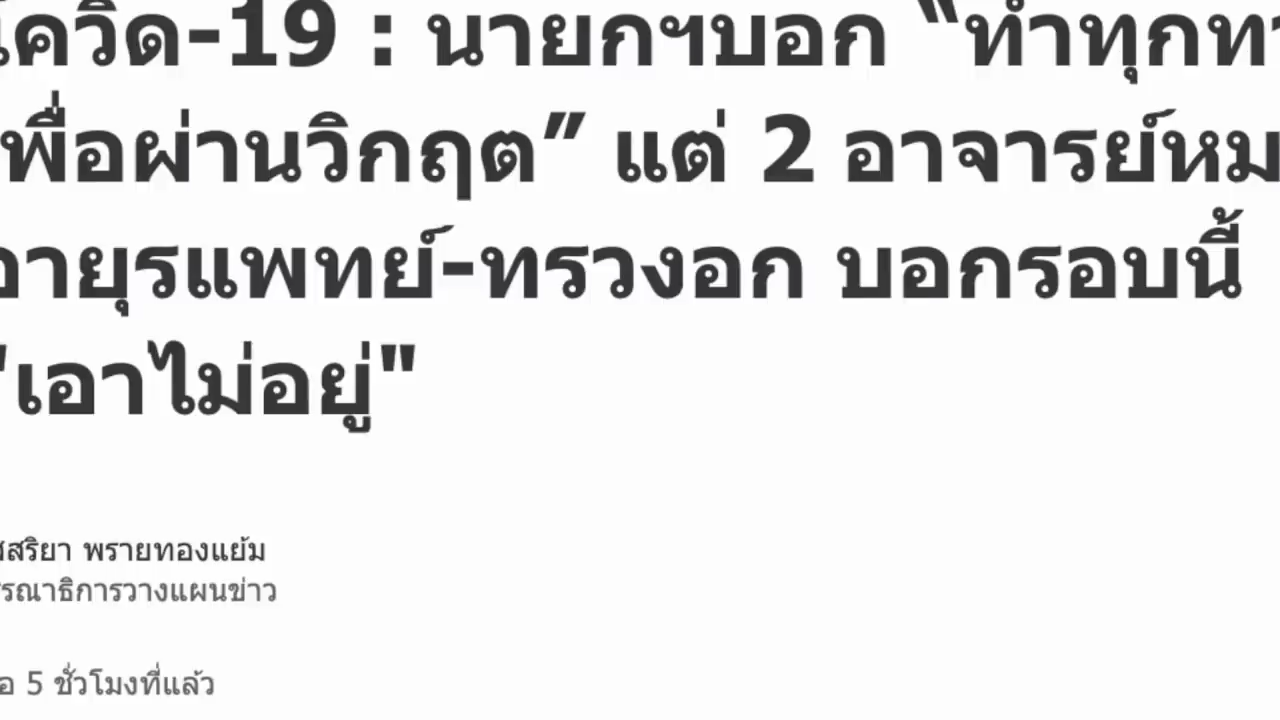 โควิด-19 : นายกฯบอก “ทำทุกทา
เพื่อผ่านวิกฤต” แต่ 2 อาจารย์หม
อายุรแพทย์-ทรวงอก บอกรอบนี้
"เอาไม่อยู่"
สสริยา พรายทองแย้ม
รรณาธิการวางแผนข่าว
อ 5 ชั่วโมงที่แล้ว